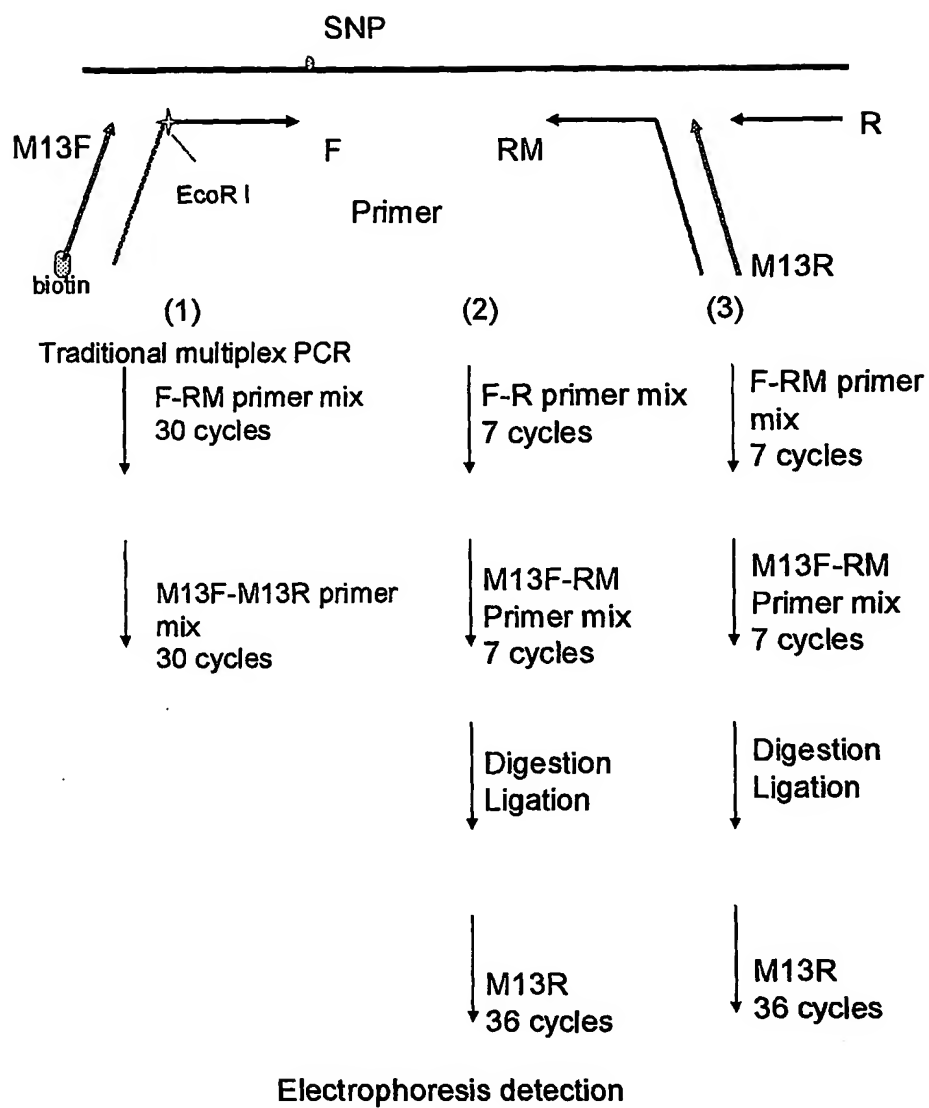 SNP
M13F
F
RM
R
EcoR I
Primer
biotin
M13R
(1)
(2)
(3)
Traditional multiplex PCR
F-RM primer mix
30 cycles
F-R primer mix
7 cycles
F-RM primer
mix
7 cycles
M13F-M13R primer
mix
30 cycles
M13F-RM
Primer mix
7 cycles
M13F-RM
Primer mix
7 cycles
Digestion
Ligation
Digestion
Ligation
M13R
36 cycles
M13R
36 cycles
Electrophoresis detection